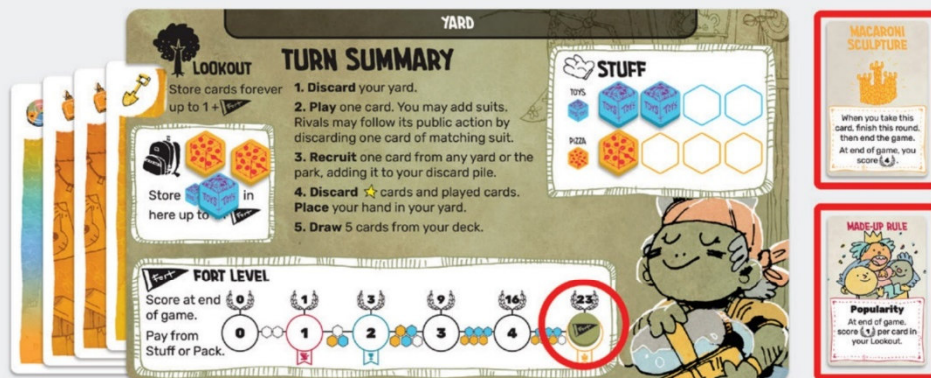 YARD
LOOKOUT
Store cards forever
up to 1+ Fort
TURN SUMMARY
1. Discard your yard.
2. Play one card. You may add suits.
Rivals may follow its public action by
discarding one card of matching suit.
3. Recruit one card from any yard or the
park, adding it to your discard pile.
4. Discard cards and played cards.
Place your hand in your yard.
5. Draw 5 cards from your deck.
STUFF
TOYS
PIZZA
Store in
here up to
Fort FORT LEVEL
Score at end
of game.
0 1 3 9 16 23
Pay from
Stuff or Pack.
0 1 2 3 4
MACARONI
SCULPTURE
When you take this
card, finish this round,
then end the game.
At end of game, you
score 4.
MADE-UP RULE
Popularity
At end of game,
score 1 per card in
your Lookout.